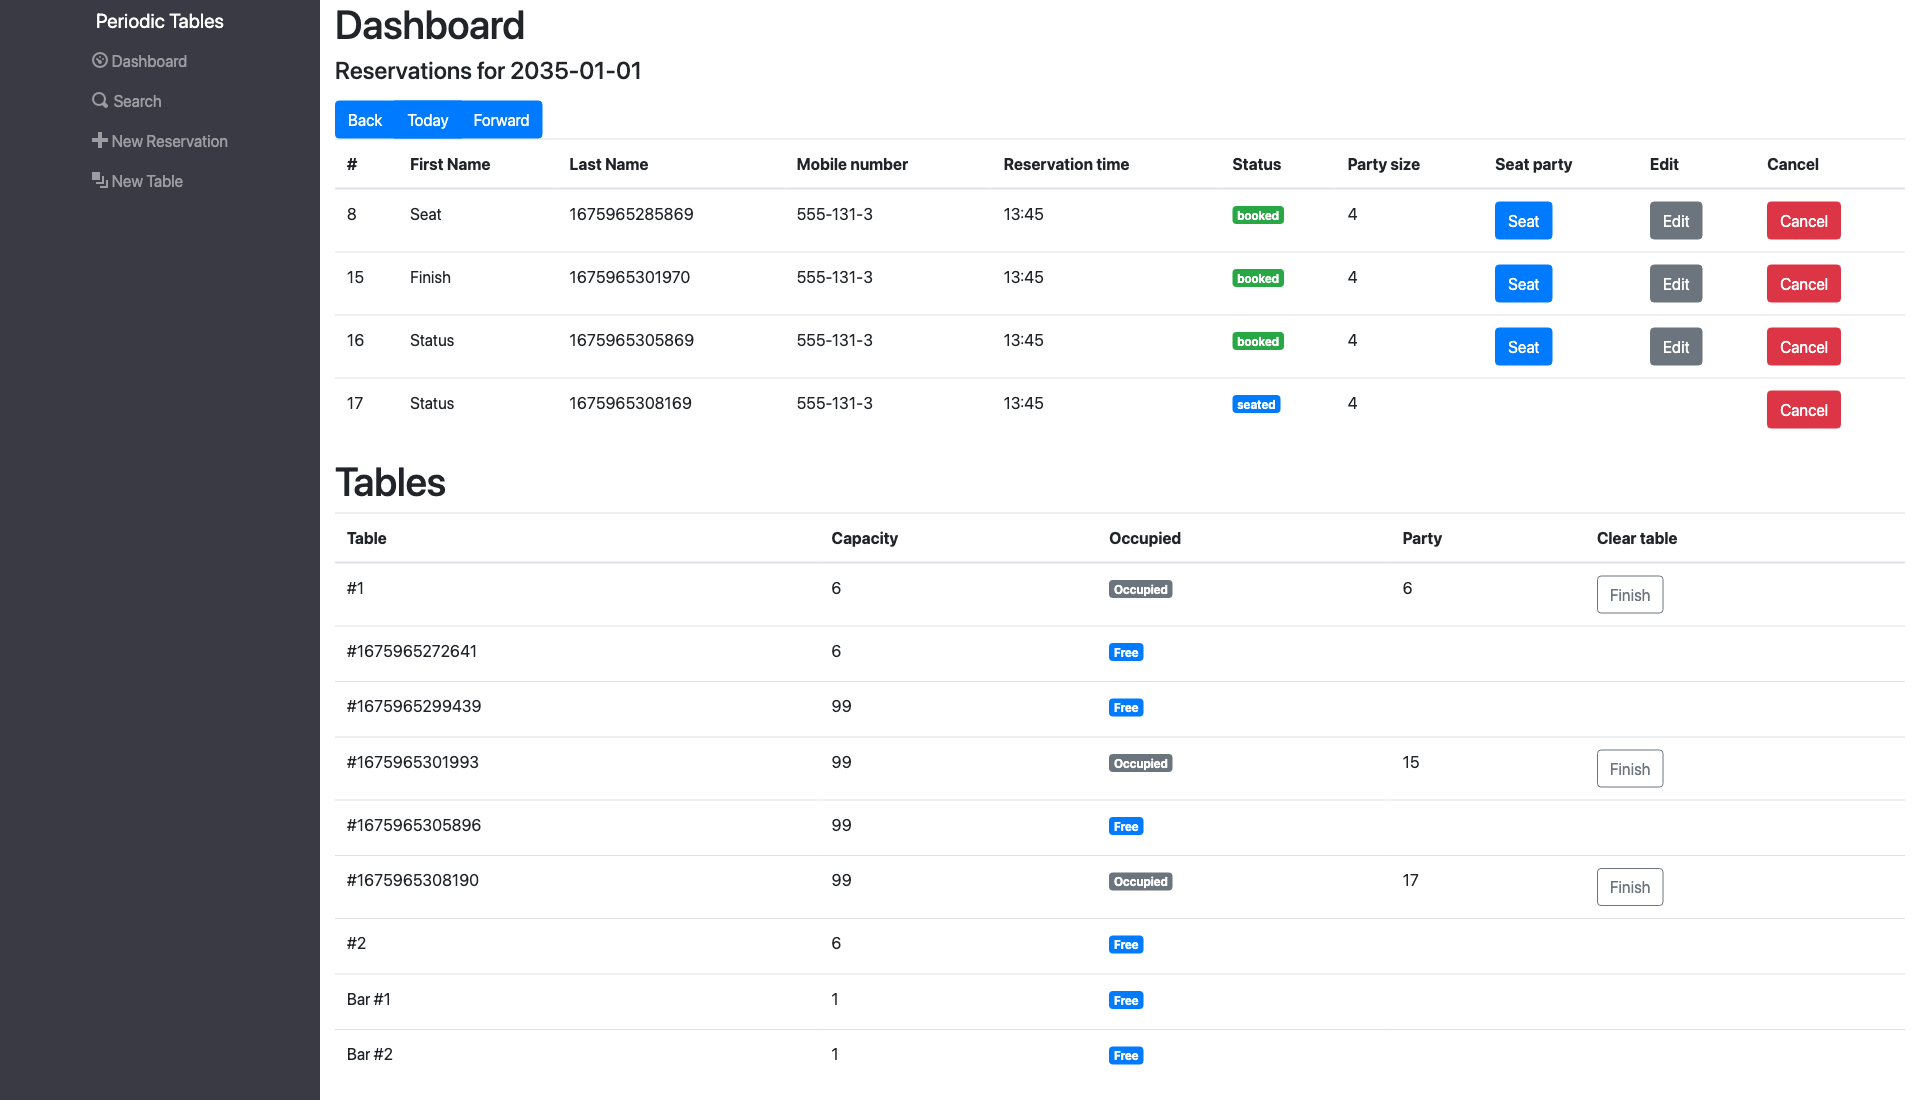 Periodic Tables
Dashboard
Search
New Reservation
New Table
Dashboard
Reservations for 2035-01-01
Back Today Forward
# First Name Last Name Mobile number Reservation time Status Party size Seat party Edit Cancel
8 Seat 1675965285869 555-131-3 13:45 booked 4 Seat Edit Cancel
15 Finish 1675965301970 555-131-3 13:45 booked 4 Seat Edit Cancel
16 Status 1675965305869 555-131-3 13:45 booked 4 Seat Edit Cancel
17 Status 1675965308169 555-131-3 13:45 seated 4 Cancel
Tables
Table Capacity Occupied Party Clear table
#1 6 Occupied 6 Finish
#1675965272641 6 Free
#1675965299439 99 Free
#1675965301993 99 Occupied 15 Finish
#1675965305896 99 Free
#1675965308190 99 Occupied 17 Finish
#2 6 Free
Bar #1 1 Free
Bar #2 1 Free